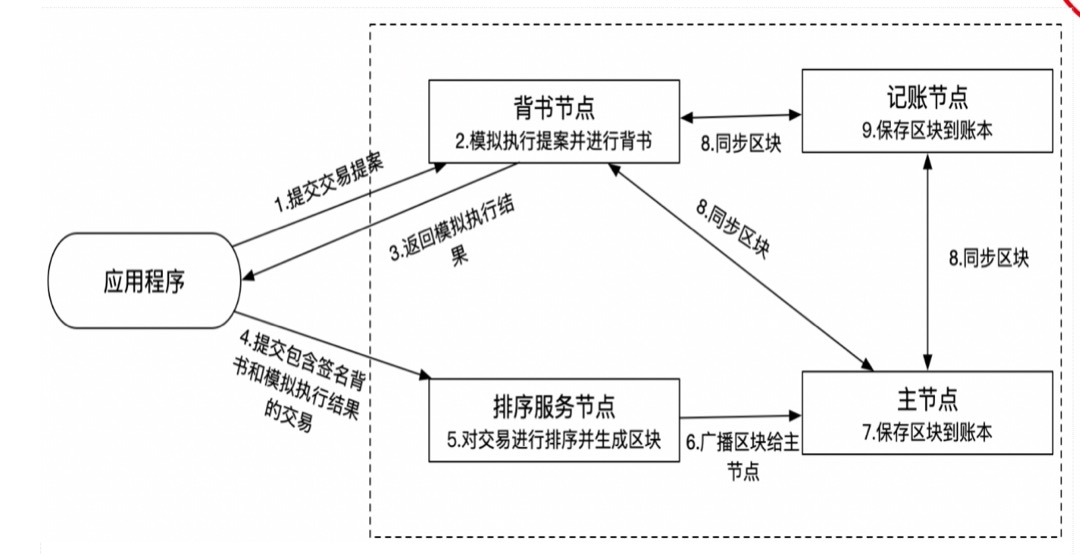 背书节点
2.模拟执行提案并进行背书
记账节点
9.保存区块到账本
8.同步区块
1.提交交易提案
3.返回模拟执行结
果
8.同步区块
8.同步区块
应用程序
4.提交包含签名背
书和模拟执行结果
的交易
排序服务节点
5.对交易进行排序并生成区块
6.广播区块给主
节点
主节点
7.保存区块到账本